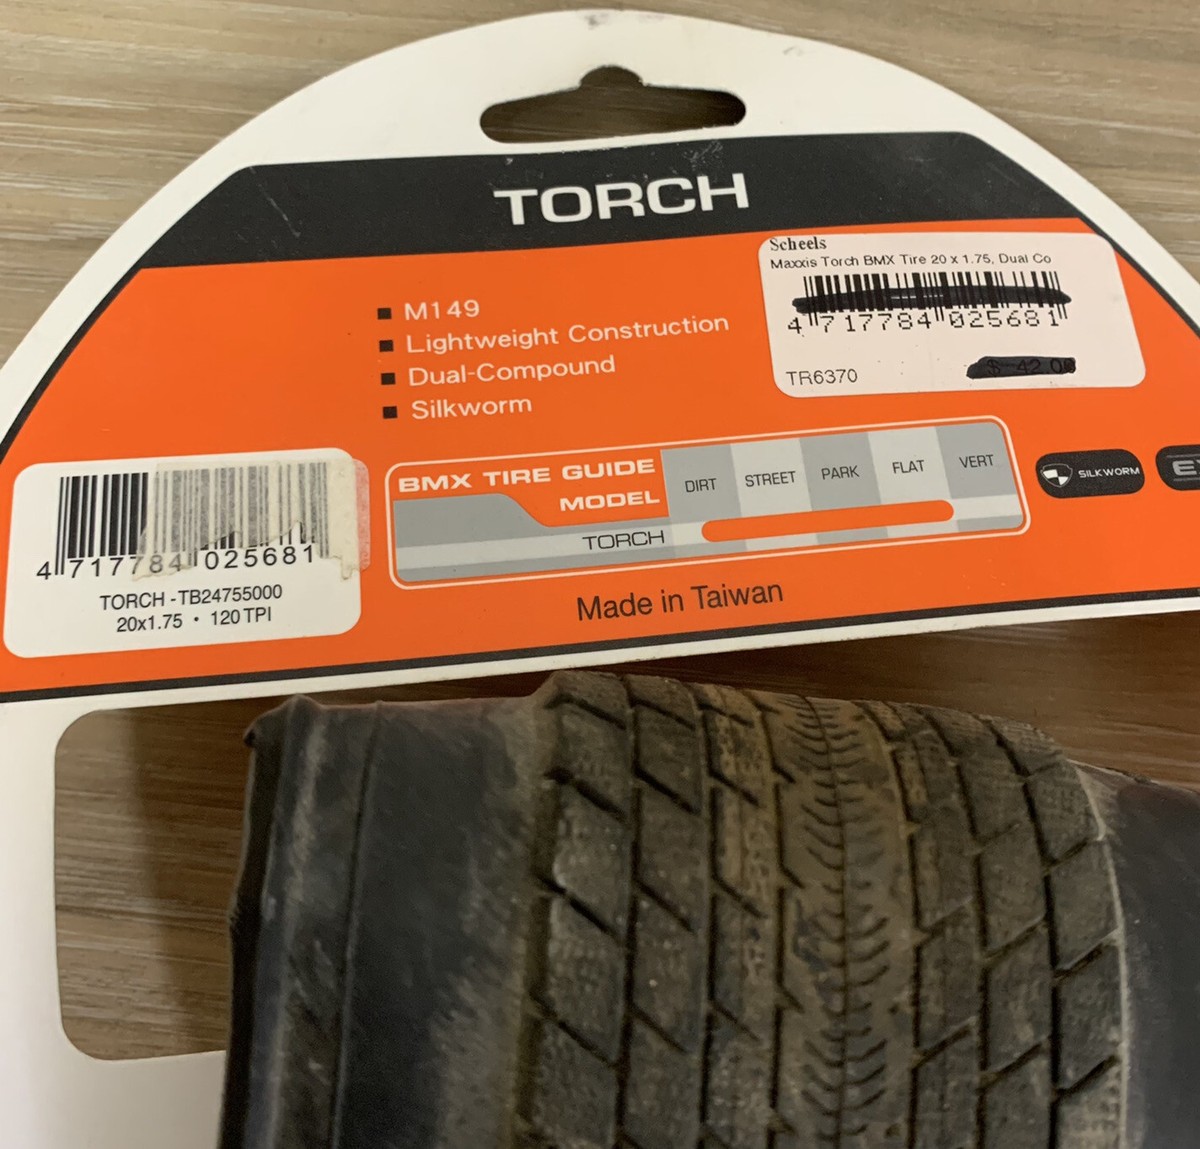 TORCH
Scheels
Maxxis Torch BMX Tire 20 x 1.75, Dual Co
4 717784 025681
TR6370
$ 42.00
M149
Lightweight Construction
Dual-Compound
Silkworm
BMX TIRE GUIDE
MODEL
DIRT STREET PARK FLAT VERT
TORCH
SILKWORM
4 717784 025681
TORCH -TB24755000
20x1.75 • 120 TPI
Made in Taiwan